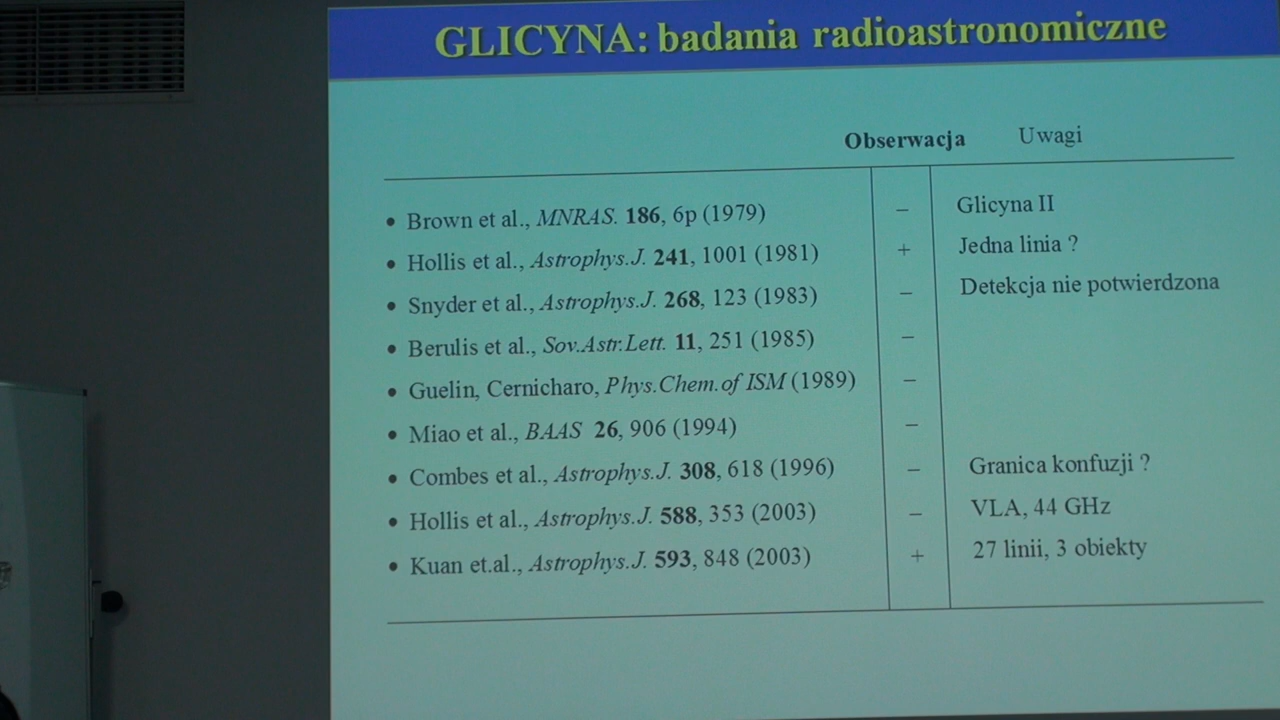 GLICYNA: badania radioastronomiczne
Obserwacja Uwagi
• Brown et al., MNRAS. 186, 6p (1979) – Glicyna II
• Hollis et al., Astrophys.J. 241, 1001 (1981) + Jedna linia ?
• Snyder et al., Astrophys.J. 268, 123 (1983) – Detekcja nie potwierdzona
• Berulis et al., Sov.Astr.Lett. 11, 251 (1985) –
• Guelin, Cernicharo, Phys.Chem.of ISM (1989) –
• Miao et al., BAAS 26, 906 (1994) –
• Combes et al., Astrophys.J. 308, 618 (1996) – Granica konfuzji ?
• Hollis et al., Astrophys.J. 588, 353 (2003) – VLA, 44 GHz
• Kuan et.al., Astrophys.J. 593, 848 (2003) + 27 linii, 3 obiekty